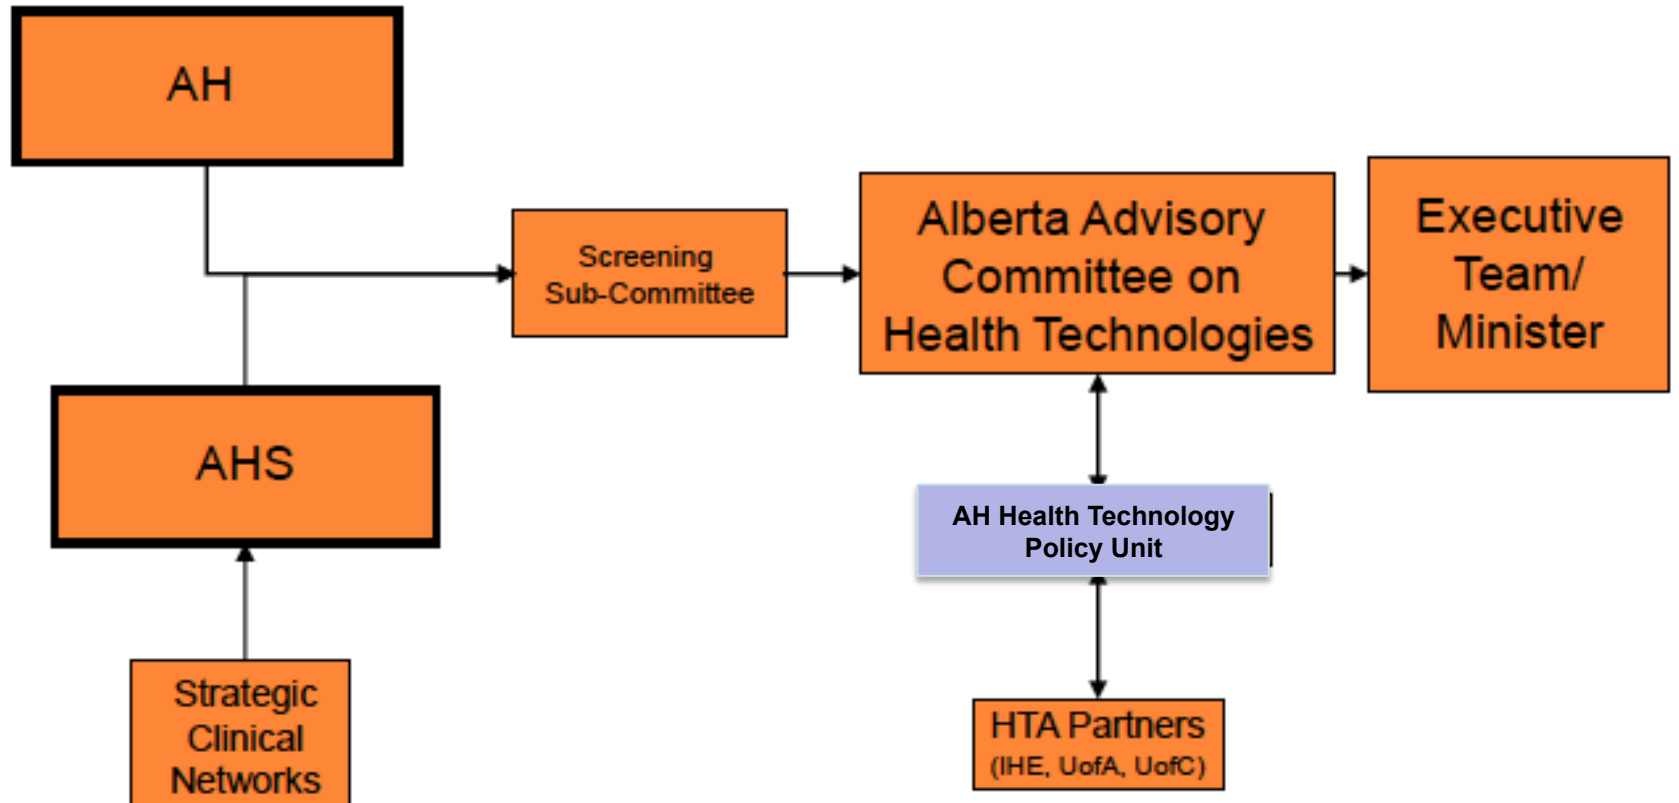 AH
Screening
Sub-Committee
Alberta Advisory
Committee on
Health Technologies
Executive
Team/
Minister
AHS
AH Health Technology
Policy Unit
Strategic
Clinical
Networks
HTA Partners
(IHE, UofA, UofC)